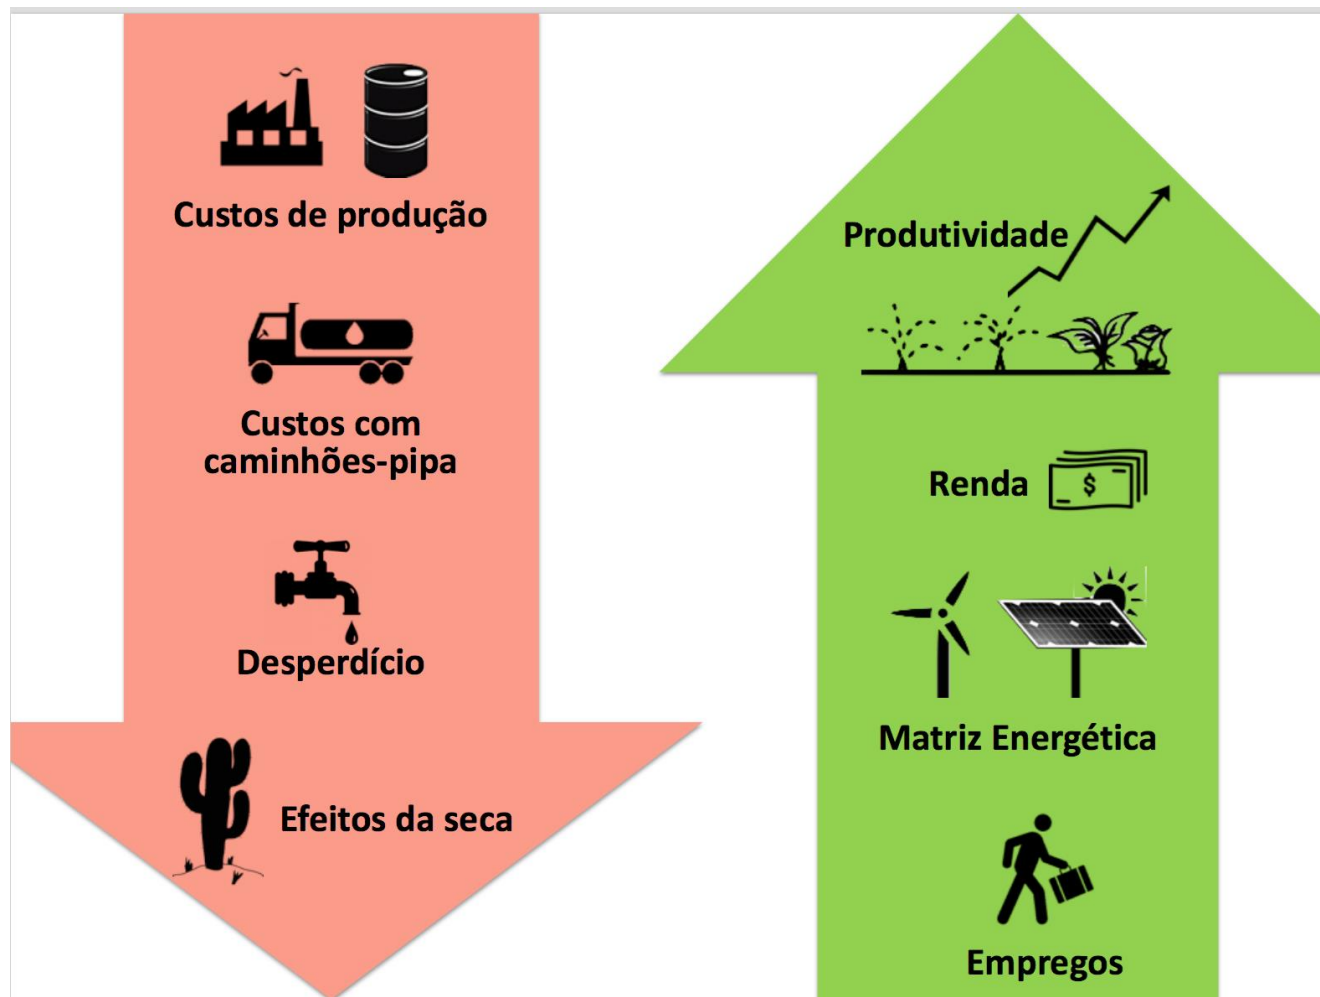 Custos de produção
Custos com
caminhões-pipa
Desperdício
Efeitos da seca
Produtividade
Renda
$
Matriz Energética
Empregos